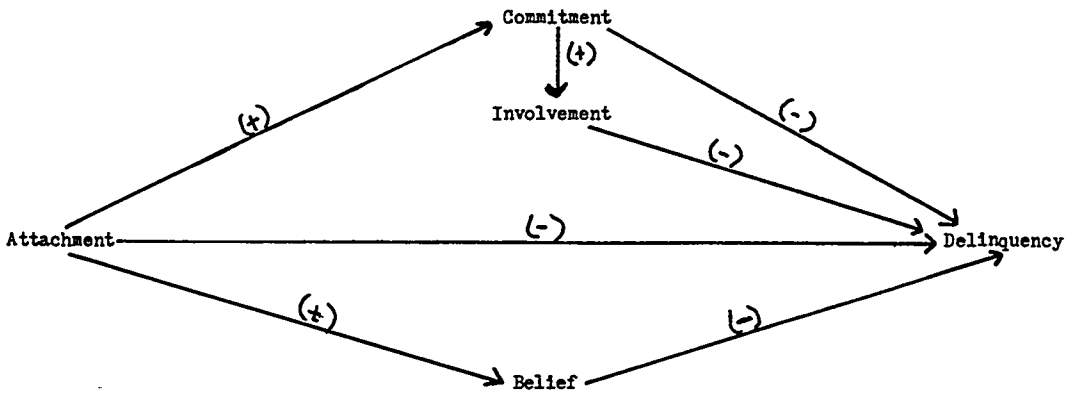 Commitment
(+)
Involvement
(+)
(-)
(-)
(-)
Attachment
Delinquency
(+)
(-)
Belief